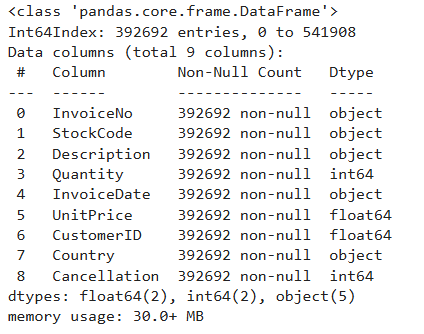 <class 'pandas.core.frame.DataFrame'>
Int64Index: 392692 entries, 0 to 541908
Data columns (total 9 columns):
 #   Column        Non-Null Count   Dtype
---  ------        --------------   -----
 0   InvoiceNo     392692 non-null  object
 1   StockCode     392692 non-null  object
 2   Description   392692 non-null  object
 3   Quantity      392692 non-null  int64
 4   InvoiceDate   392692 non-null  object
 5   UnitPrice     392692 non-null  float64
 6   CustomerID    392692 non-null  float64
 7   Country       392692 non-null  object
 8   Cancellation  392692 non-null  int64
dtypes: float64(2), int64(2), object(5)
memory usage: 30.0+ MB